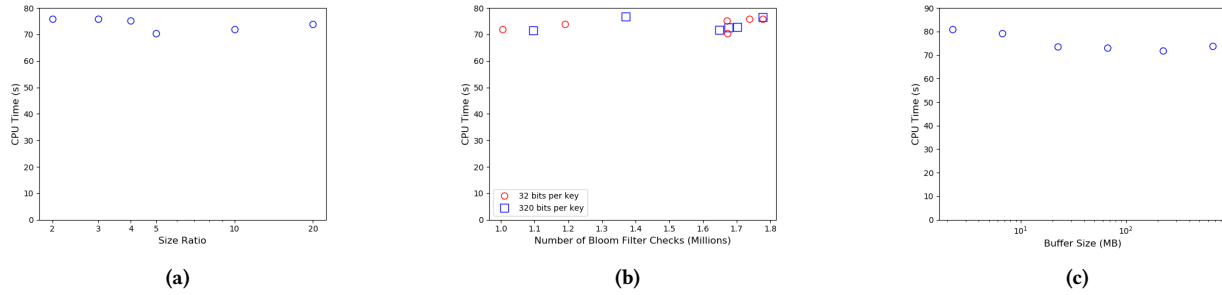 80
70
60
50
40
30
20
10
0
CPU Time (s)
2 3 4 5 10 20
Size Ratio
(a)
80
70
60
50
40
30
20
10
0
CPU Time (s)
32 bits per key
320 bits per key
1.0 1.1 1.2 1.3 1.4 1.5 1.6 1.7 1.8
Number of Bloom Filter Checks (Millions)
(b)
90
80
70
60
50
40
30
20
10
0
CPU Time (s)
10¹ 10²
Buffer Size (MB)
(c)